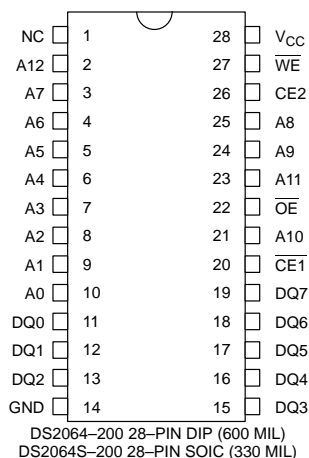 NC 1 28 VCC
A12 2 27 WE
A7 3 26 CE2
A6 4 25 A8
A5 5 24 A9
A4 6 23 A11
A3 7 22 OE
A2 8 21 A10
A1 9 20 CE1
A0 10 19 DQ7
DQ0 11 18 DQ6
DQ1 12 17 DQ5
DQ2 13 16 DQ4
GND 14 15 DQ3
DS2064–200 28–PIN DIP (600 MIL)
DS2064S–200 28–PIN SOIC (330 MIL)